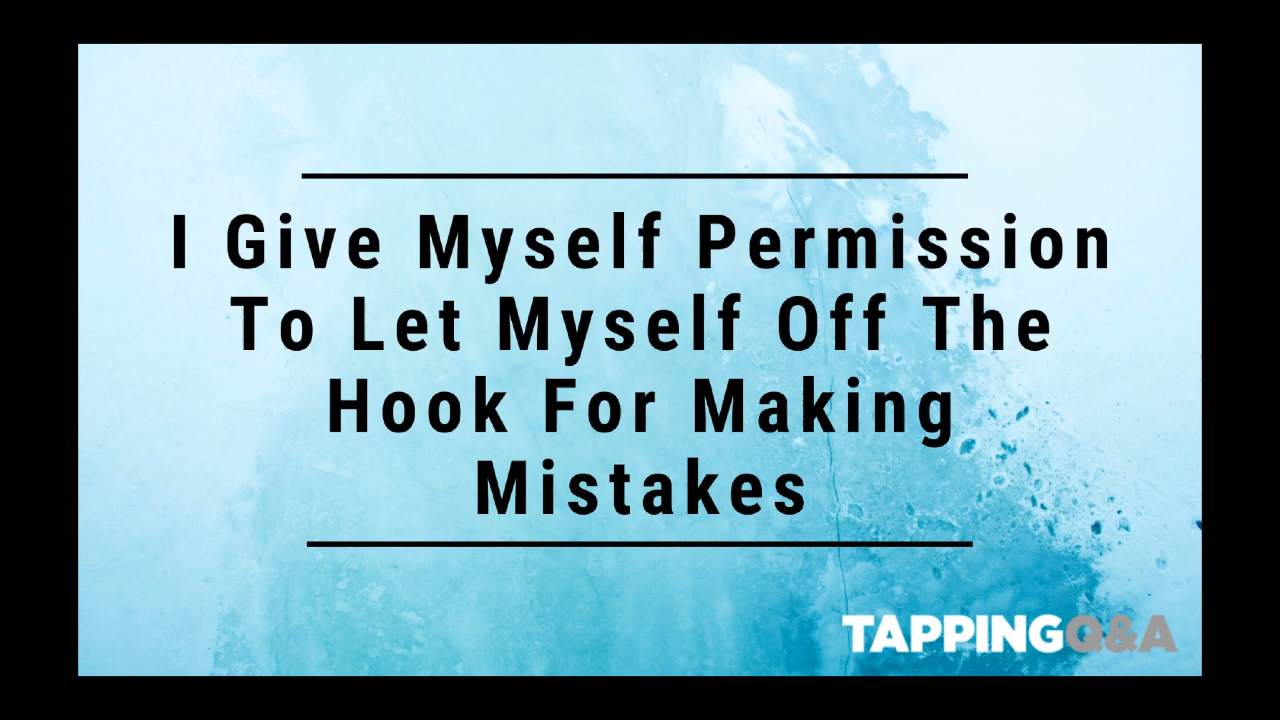 I Give Myself Permission
To Let Myself Off The
Hook For Making
Mistakes
TAPPINGQ&A